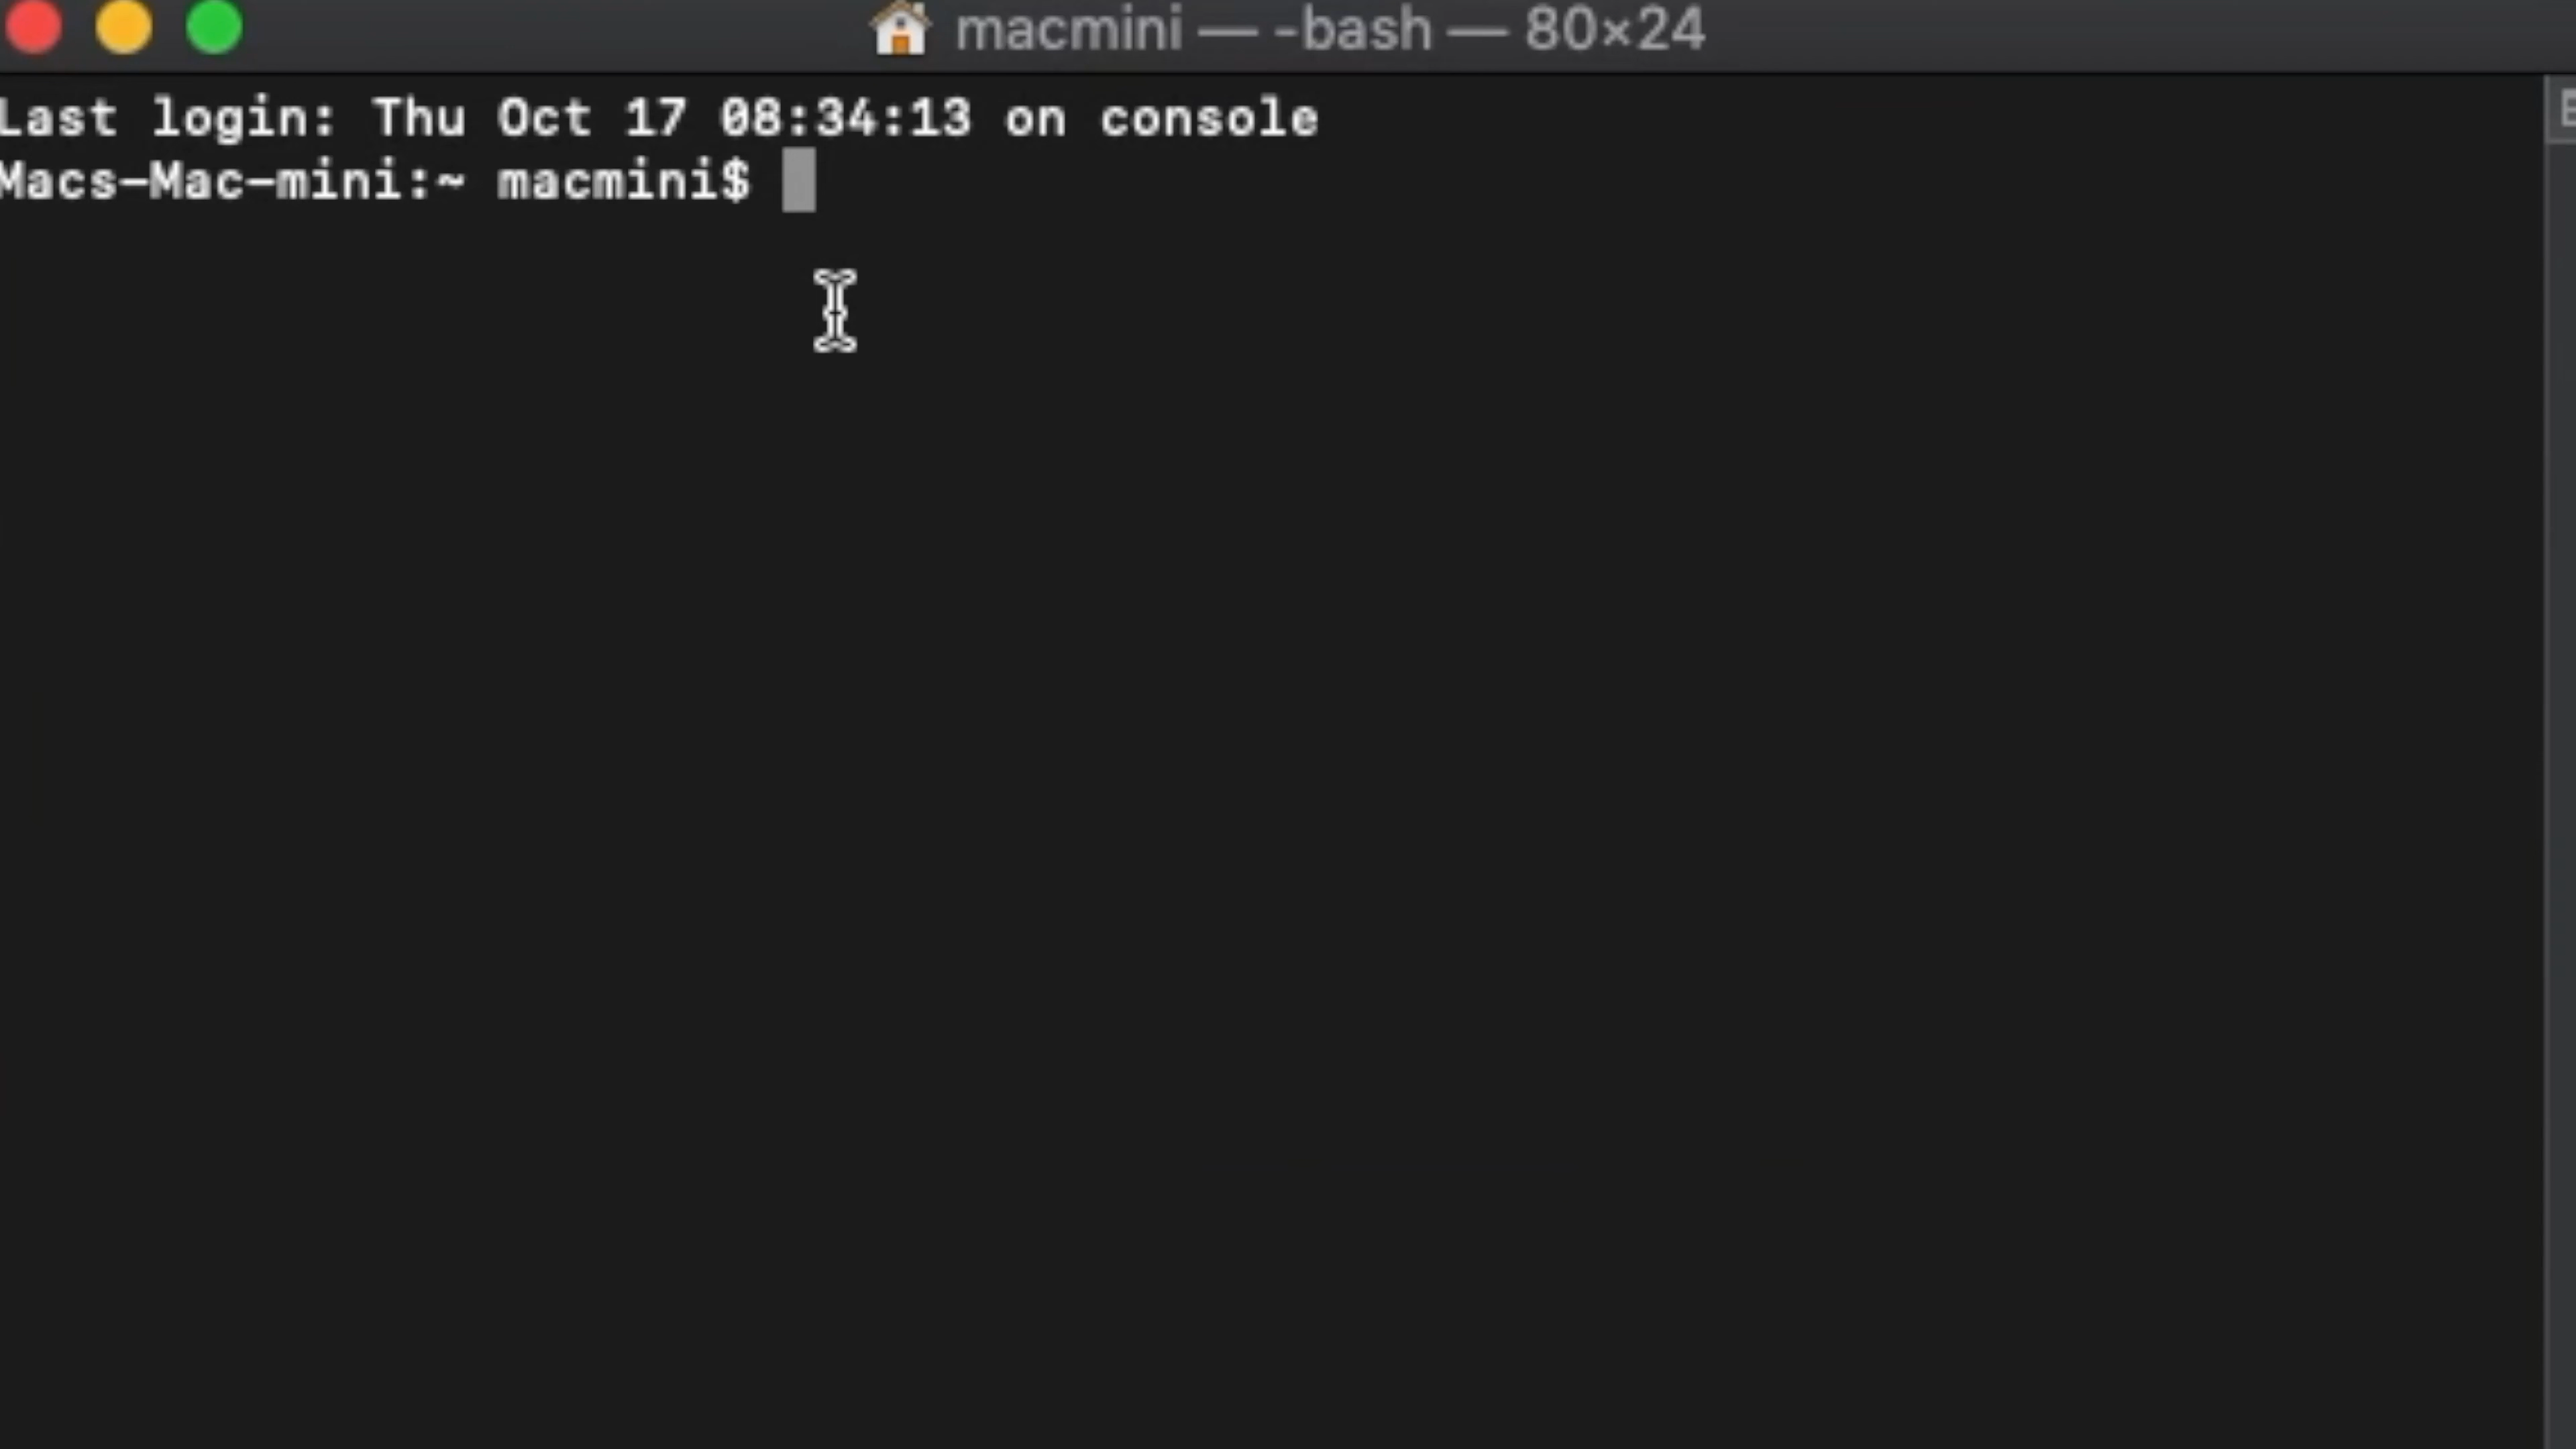 macmini — -bash — 80×24
Last login: Thu Oct 17 08:34:13 on console
Macs-Mac-mini:~ macmini$